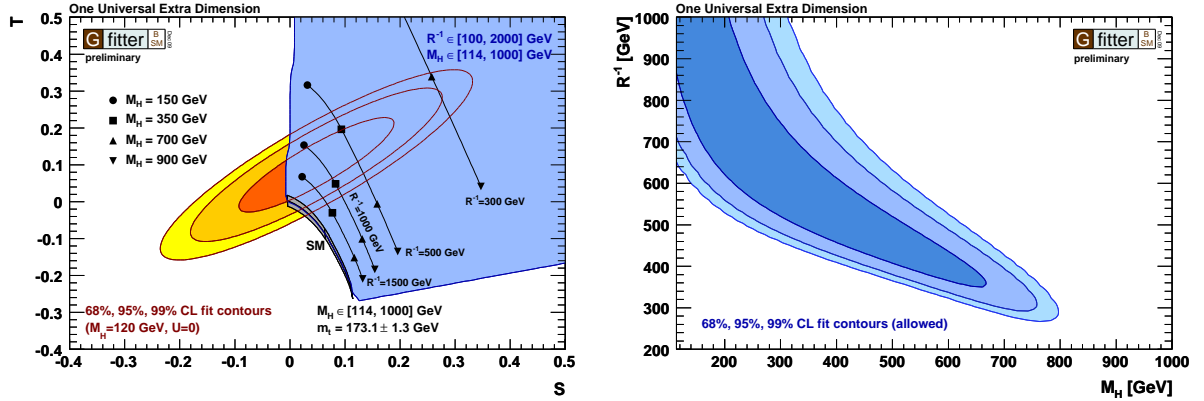 One Universal Extra Dimension
T
0.5
0.4
0.3
0.2
0.1
0
-0.1
-0.2
-0.3
-0.4
-0.4
-0.3
-0.2
-0.1
0
0.1
0.2
0.3
0.4
0.5
S
G fitter B SM Dec 09
preliminary
R⁻¹ ∈ [100, 2000] GeV
M_H ∈ [114, 1000] GeV
M_H = 150 GeV
M_H = 350 GeV
M_H = 700 GeV
M_H = 900 GeV
R⁻¹=300 GeV
R⁻¹=1000 GeV
R⁻¹=500 GeV
SM
R⁻¹=1500 GeV
68%, 95%, 99% CL fit contours
(M_H=120 GeV, U=0)
M_H ∈ [114, 1000] GeV
m_t = 173.1 ± 1.3 GeV
One Universal Extra Dimension
R⁻¹ [GeV]
1000
900
800
700
600
500
400
300
200
200
300
400
500
600
700
800
900
1000
M_H [GeV]
G fitter B SM Dec 09
preliminary
68%, 95%, 99% CL fit contours (allowed)